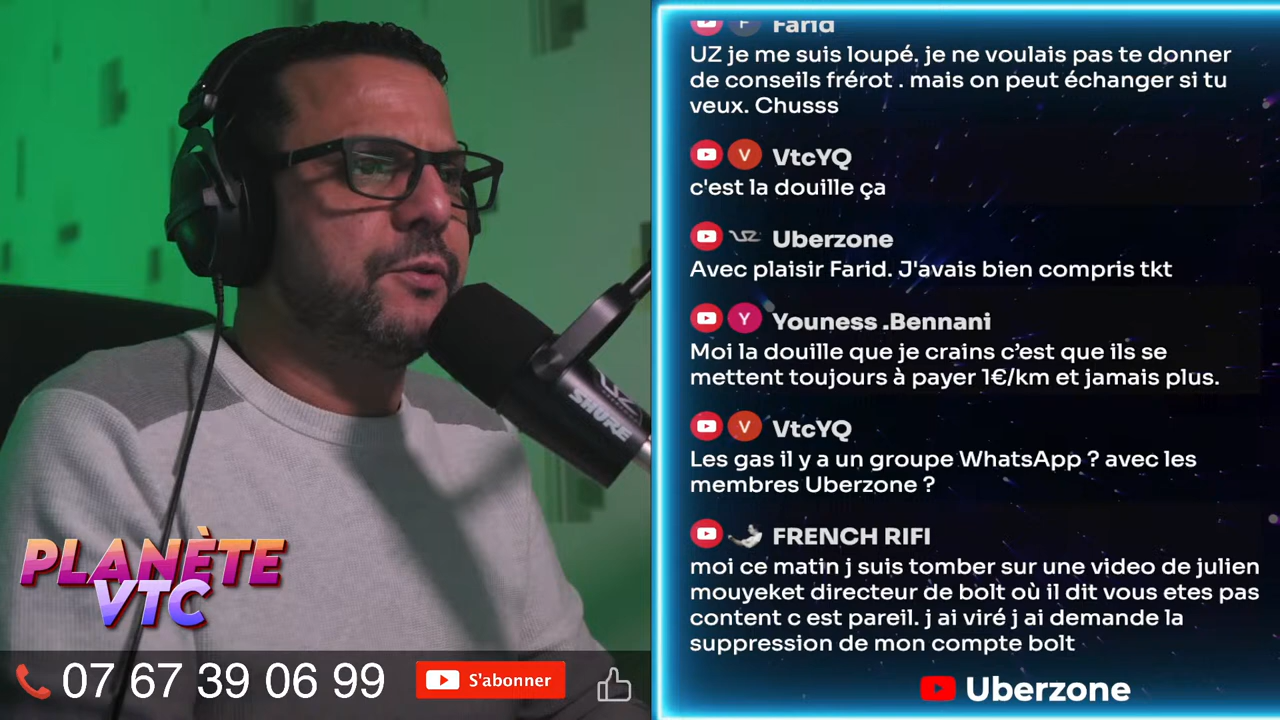 Farid
UZ je me suis loupé. je ne voulais pas te donner
de conseils frérot . mais on peut échanger si tu
veux. Chusss
V VtcYQ
c'est la douille ça
UZ Uberzone
Avec plaisir Farid. J'avais bien compris tkt
Y Youness .Bennani
Moi la douille que je crains c’est que ils se
mettent toujours à payer 1€/km et jamais plus.
V VtcYQ
Les gas il y a un groupe WhatsApp ? avec les
membres Uberzone ?
FRENCH RIFI
moi ce matin j suis tomber sur une video de julien
mouyeket directeur de bolt où il dit vous etes pas
content c est pareil. j ai viré j ai demande la
suppression de mon compte bolt
Uberzone
UZ
SHURE
PLANÈTE
VTC
07 67 39 06 99
S'abonner